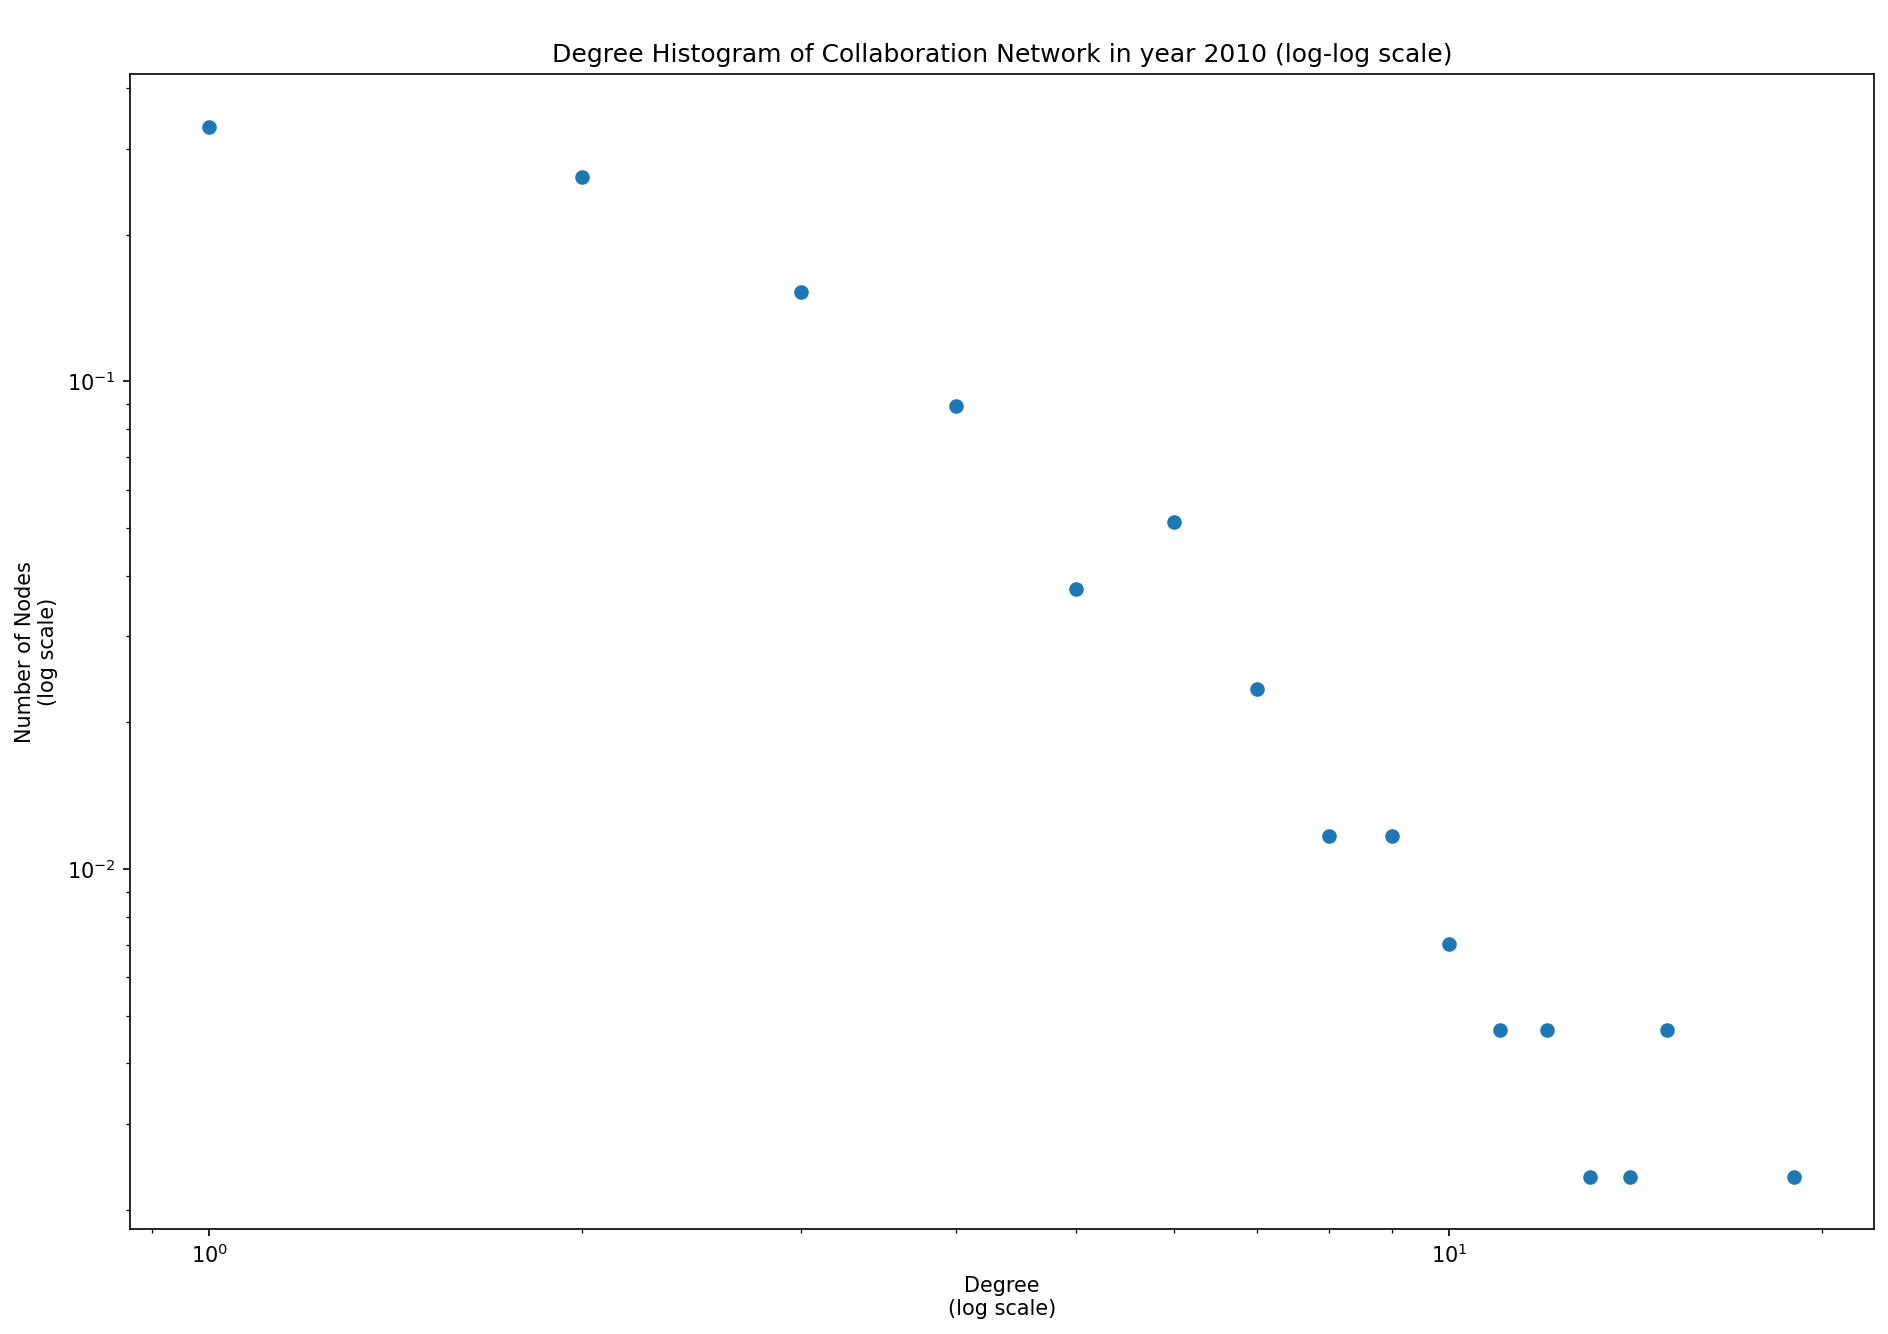 Degree Histogram of Collaboration Network in year 2010 (log-log scale)
10⁻¹
10⁻²
Number of Nodes
(log scale)
10⁰
10¹
Degree
(log scale)